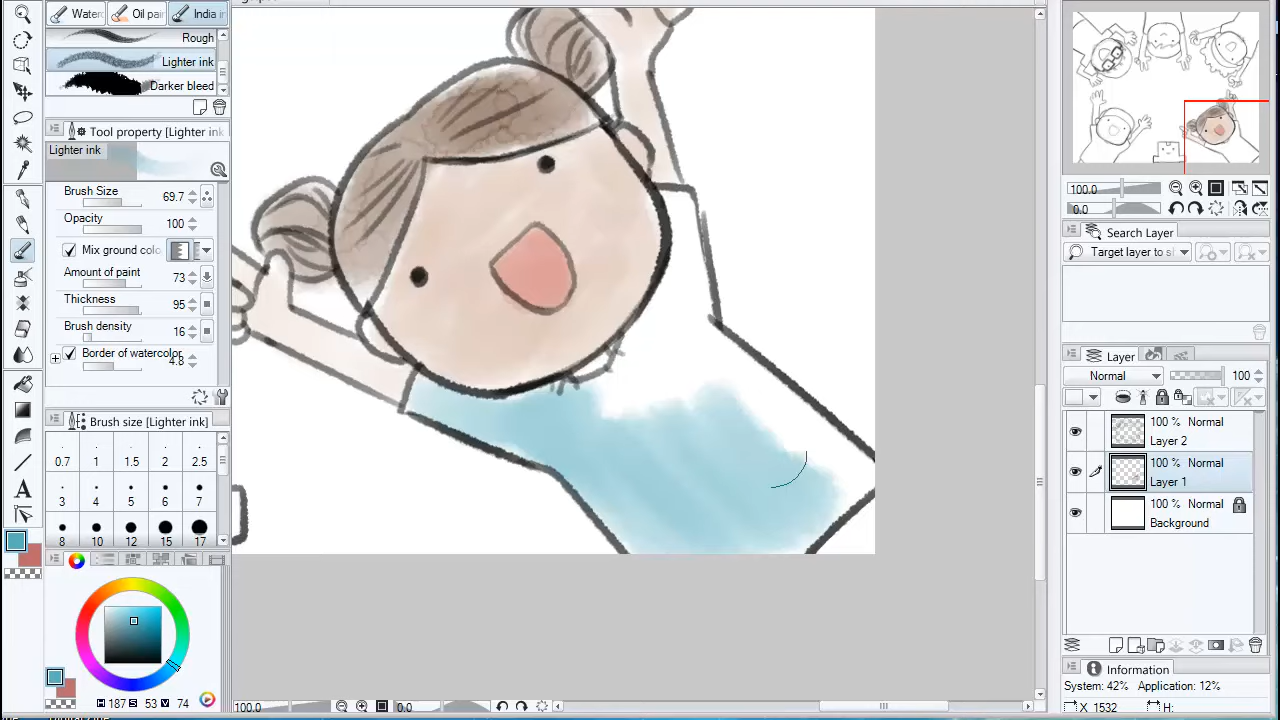 Water
Oil pai
India i
Rough
Lighter ink
Darker bleed
Tool property [Lighter ink
Lighter ink
Brush Size 69.7
Opacity 100
Mix ground colo
Amount of paint 73
Thickness 95
Brush density 16
Border of watercolor 4.8
Brush size [Lighter ink]
0.7 1 1.5 2 2.5
3 4 5 6 7
8 10 12 15 17
H 187 S 53 V 74
100.0 0.0
100.0
0.0
Search Layer
Target layer to s
Layer
Normal 100
100 % Normal
Layer 2
100 % Normal
Layer 1
100 % Normal
Background
Information
System: 42% Application: 12%
X 1532 H: